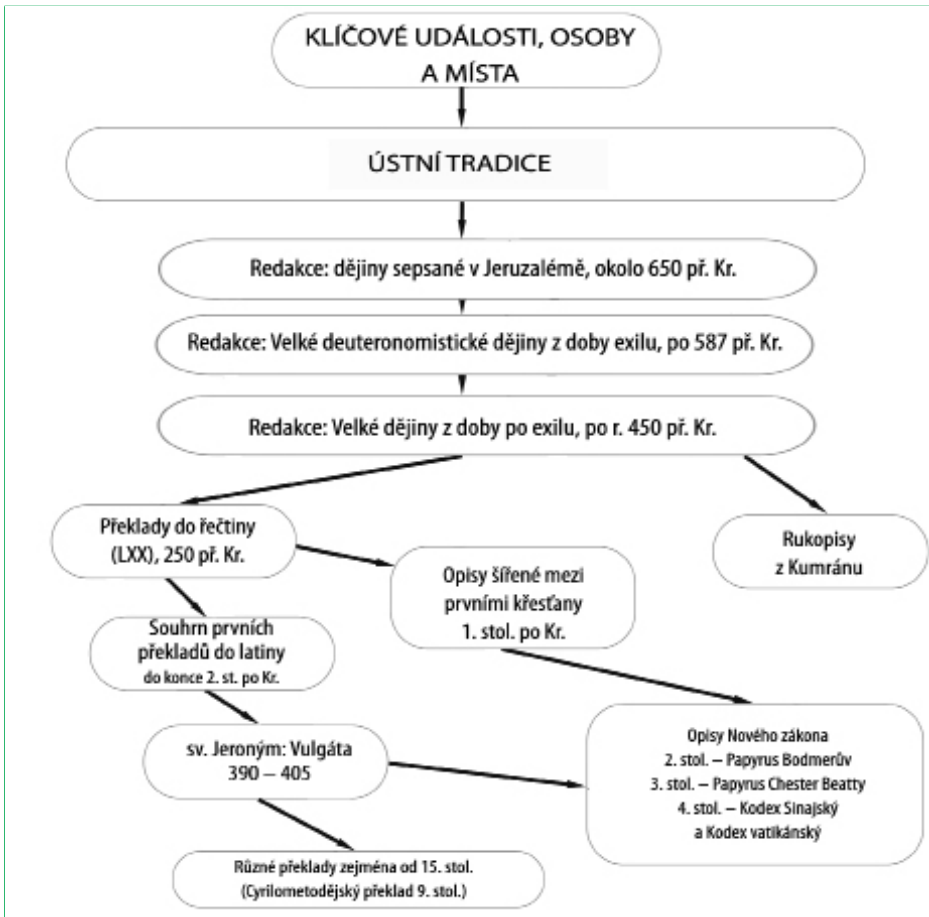 KLÍČOVÉ UDÁLOSTI, OSOBY
A MÍSTA
ÚSTNÍ TRADICE
Redakce: dějiny sepsané v Jeruzalémě, okolo 650 př. Kr.
Redakce: Velké deuteronomistické dějiny z doby exilu, po 587 př. Kr.
Redakce: Velké dějiny z doby po exilu, po r. 450 př. Kr.
Překlady do řečtiny
(LXX), 250 př. Kr.
Rukopisy
z Kumránu
Opisy šířené mezi
prvními křesťany
1. stol. po Kr.
Souhrn prvních
překladů do latiny
do konce 2. st. po Kr.
sv. Jeroným: Vulgáta
390 – 405
Opisy Nového zákona
2. stol. – Papyrus Bodmerův
3. stol. – Papyrus Chester Beatty
4. stol. – Kodex Sinajský
a Kodex vatikánský
Různé překlady zejména od 15. stol.
(Cyrilometodějský překlad 9. stol.)